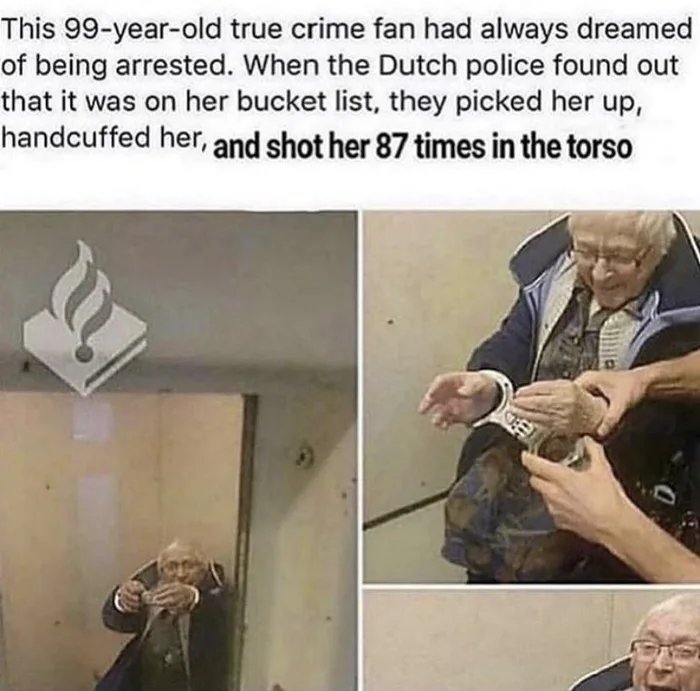 This 99-year-old true crime fan had always dreamed
of being arrested. When the Dutch police found out
that it was on her bucket list, they picked her up,
handcuffed her, and shot her 87 times in the torso